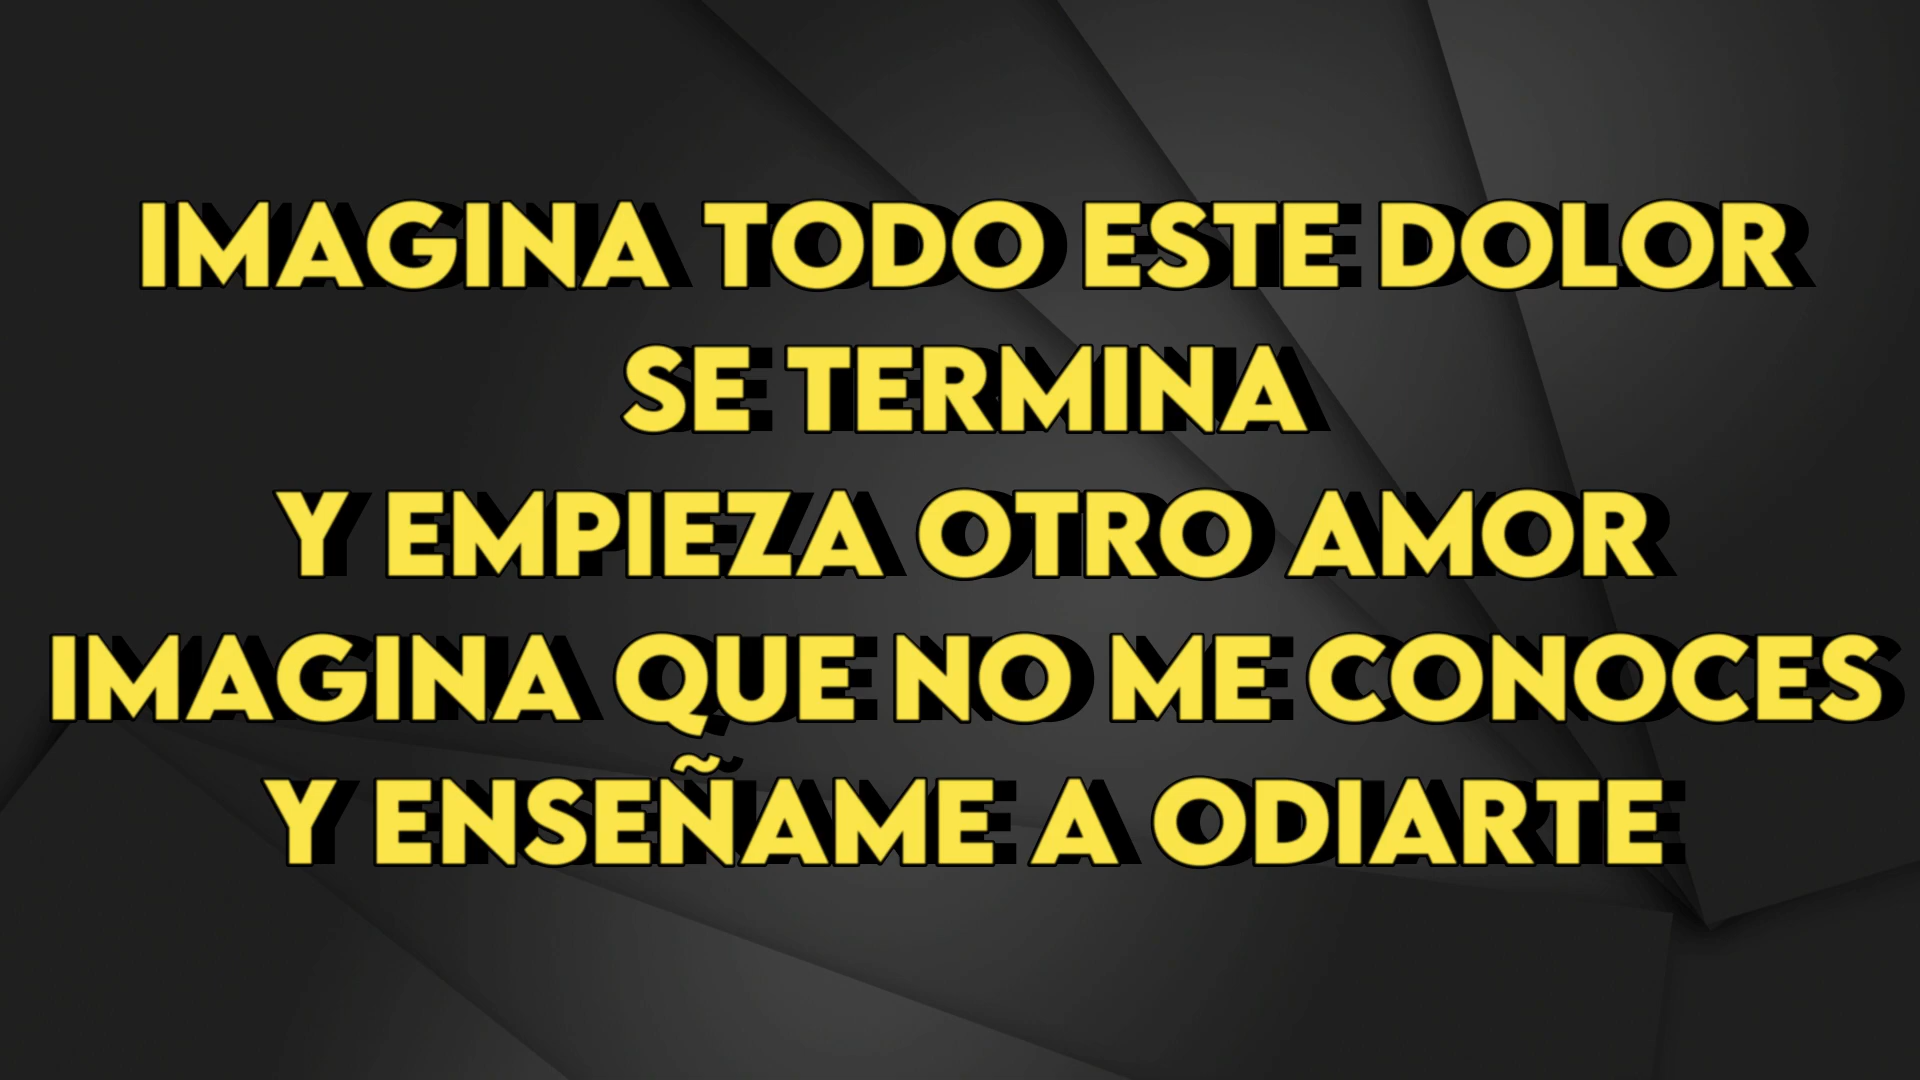 IMAGINA TODO ESTE DOLOR
SE TERMINA
Y EMPIEZA OTRO AMOR
IMAGINA QUE NO ME CONOCES
Y ENSEÑAME A ODIARTE